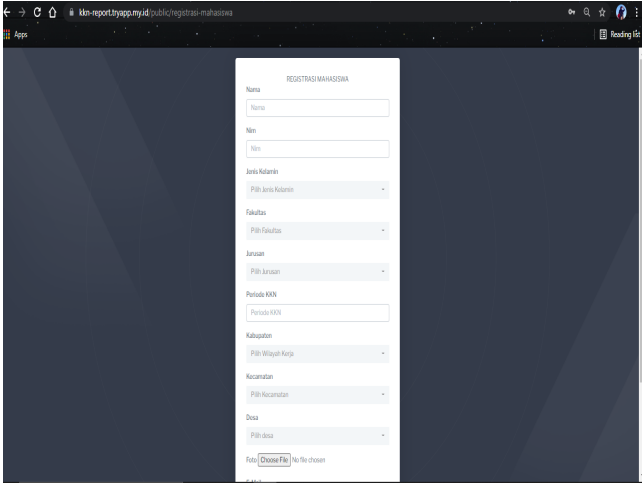 kkn-report.tryapp.my.id/public/registrasi-mahasiswa
Apps
Reading list
REGISTRASI MAHASISWA
Nama
Nama
Nim
Nim
Jenis Kelamin
Pilih Jenis Kelamin
Fakultas
Pilih Fakultas
Jurusan
Pilih Jurusan
Periode KKN
Periode KKN
Kabupaten
Pilih Wilayah Kerja
Kecamatan
Pilih Kecamatan
Desa
Pilih desa
Foto Choose File No file chosen
E-Mail